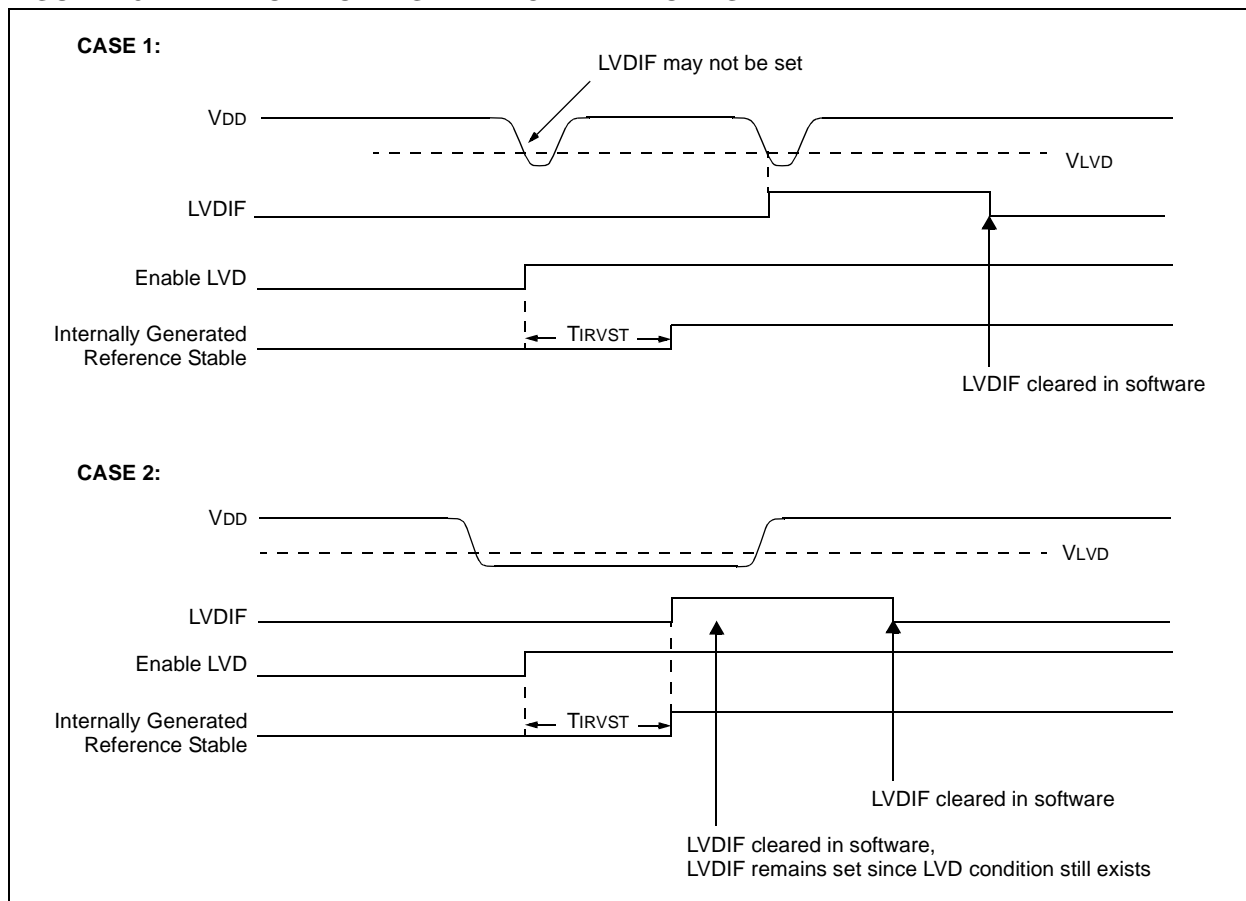 CASE 1:
LVDIF may not be set
VDD
VLVD
LVDIF
Enable LVD
Internally Generated
Reference Stable
TIRVST
LVDIF cleared in software
CASE 2:
VDD
VLVD
LVDIF
Enable LVD
Internally Generated
Reference Stable
TIRVST
LVDIF cleared in software
LVDIF cleared in software,
LVDIF remains set since LVD condition still exists